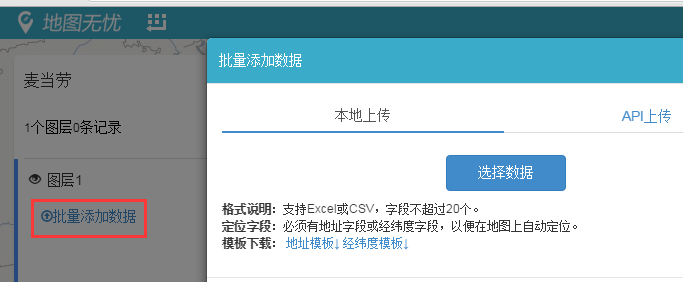 地图无忧
麦当劳
1个图层0条记录
图层1
批量添加数据
批量添加数据
本地上传 API上传
选择数据
格式说明：支持Excel或CSV，字段不超过20个。
定位字段：必须有地址字段或经纬度字段，以便在地图上自动定位。
模板下载： 地址模板↓ 经纬度模板↓